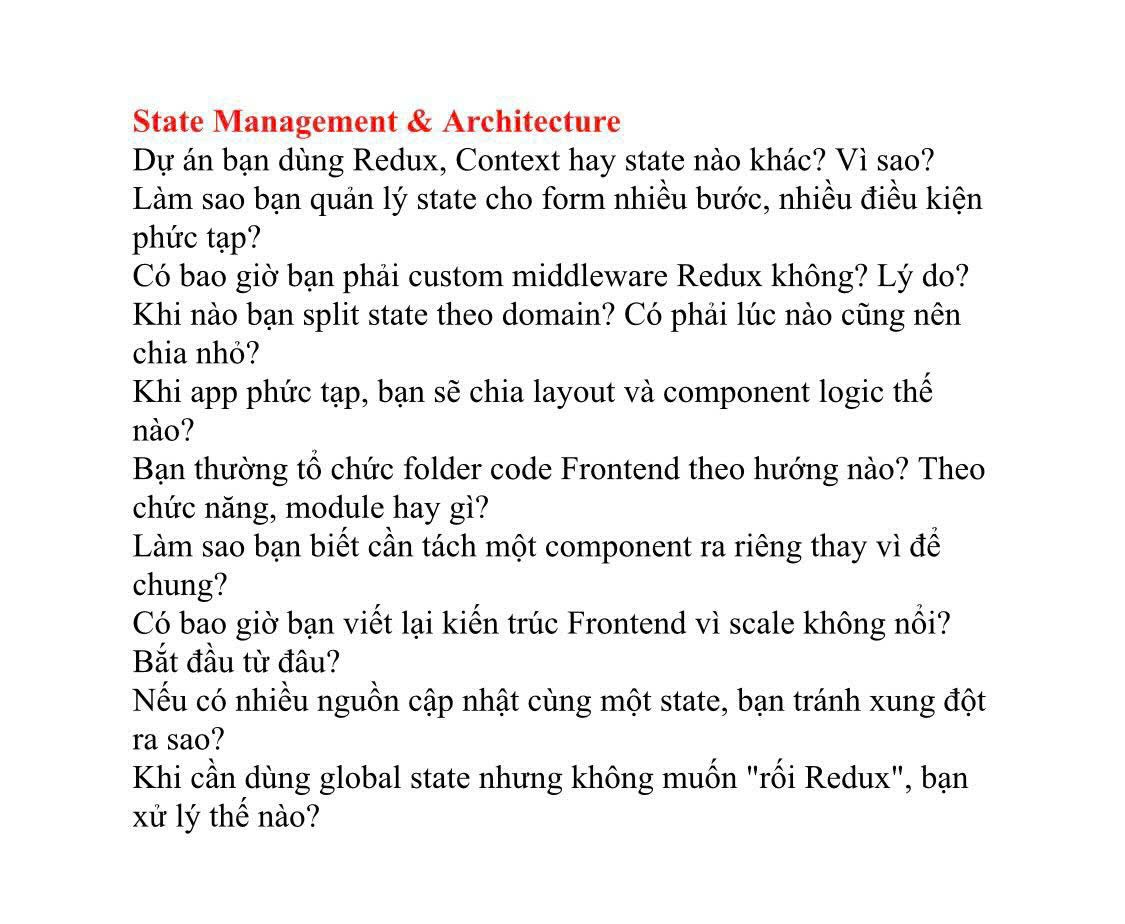 State Management & Architecture
Dự án bạn dùng Redux, Context hay state nào khác? Vì sao?
Làm sao bạn quản lý state cho form nhiều bước, nhiều điều kiện
phức tạp?
Có bao giờ bạn phải custom middleware Redux không? Lý do?
Khi nào bạn split state theo domain? Có phải lúc nào cũng nên
chia nhỏ?
Khi app phức tạp, bạn sẽ chia layout và component logic thế
nào?
Bạn thường tổ chức folder code Frontend theo hướng nào? Theo
chức năng, module hay gì?
Làm sao bạn biết cần tách một component ra riêng thay vì để
chung?
Có bao giờ bạn viết lại kiến trúc Frontend vì scale không nổi?
Bắt đầu từ đâu?
Nếu có nhiều nguồn cập nhật cùng một state, bạn tránh xung đột
ra sao?
Khi cần dùng global state nhưng không muốn "rối Redux", bạn
xử lý thế nào?